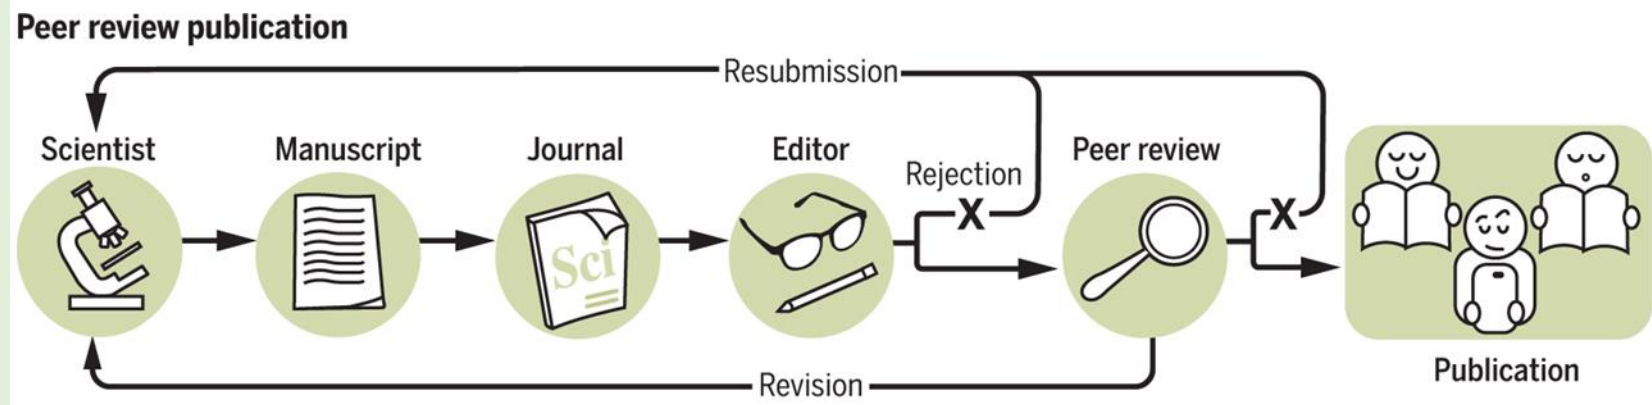 Peer review publication
Resubmission
Scientist
Manuscript
Journal
Editor
Rejection
Peer review
X
X
Sci
Revision
Publication